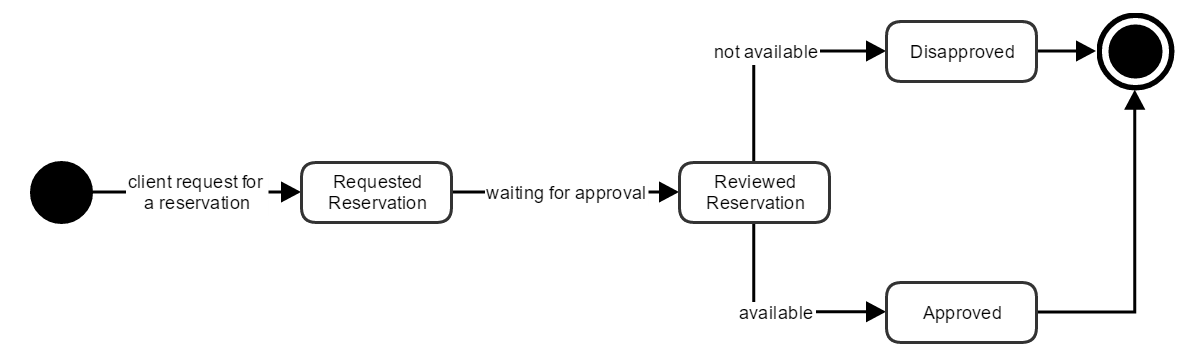 client request for
a reservation
Requested
Reservation
waiting for approval
Reviewed
Reservation
not available
Disapproved
available
Approved